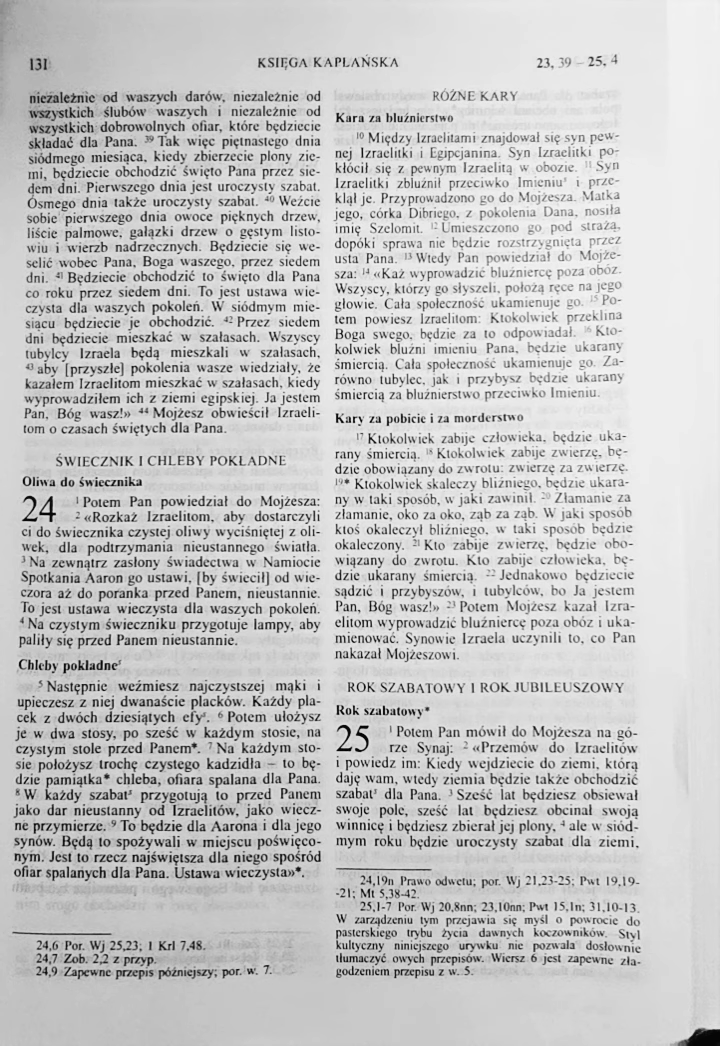 131
KSIĘGA KAPŁAŃSKA
23, 39 - 25, 4
niezależnie od waszych darów, niezależnie od
wszystkich ślubów waszych i niezależnie od
wszystkich dobrowolnych ofiar, które będziecie
składać dla Pana. 39 Tak więc piętnastego dnia
siódmego miesiąca, kiedy zbierzecie plony zie-
mi, będziecie obchodzić święto Pana przez sie-
dem dni. Pierwszego dnia jest uroczysty szabat.
Ósmego dnia także uroczysty szabat. 40 Weźcie
sobie pierwszego dnia owoce pięknych drzew,
liście palmowe, gałązki drzew o gęstym listo-
wiu i wierzb nadrzecznych. Będziecie się we-
selić wobec Pana, Boga waszego, przez siedem
dni. 41 Będziecie obchodzić to święto dla Pana
co roku przez siedem dni. To jest ustawa wie-
czysta dla waszych pokoleń. W siódmym mie-
siącu będziecie je obchodzić. 42 Przez siedem
dni będziecie mieszkać w szałasach. Wszyscy
tubylcy Izraela będą mieszkali w szałasach,
43 aby [przyszłe] pokolenia wasze wiedziały, że
kazałem Izraelitom mieszkać w szałasach, kiedy
wyprowadziłem ich z ziemi egipskiej. Ja jestem
Pan, Bóg wasz!» 44 Mojżesz obwieścił Izraeli-
tom o czasach świętych dla Pana.
ŚWIECZNIK I CHLEBY POKŁADNE
Oliwa do świecznika
24 1 Potem Pan powiedział do Mojżesza:
2 «Rozkaż Izraelitom, aby dostarczyli
ci do świecznika czystej oliwy wyciśniętej z oli-
wek, dla podtrzymania nieustannego światła.
3 Na zewnątrz zasłony świadectwa w Namiocie
Spotkania Aaron go ustawi, [by świecił] od wie-
czora aż do poranka przed Panem, nieustannie.
To jest ustawa wieczysta dla waszych pokoleń.
4 Na czystym świeczniku przygotuje lampy, aby
paliły się przed Panem nieustannie.
Chleby pokładne s
5 Następnie weźmiesz najczystszej mąki i
upieczesz z niej dwanaście placków. Każdy pla-
cek z dwóch dziesiątych efy s. 6 Potem ułożysz
je w dwa stosy, po sześć w każdym stosie, na
czystym stole przed Panem*. 7 Na każdym sto-
sie położysz trochę czystego kadzidła - to bę-
dzie pamiątka* chleba, ofiara spalana dla Pana.
8 W każdy szabat s przygotują to przed Panem
jako dar nieustanny od Izraelitów, jako wiecz-
ne przymierze. 9 To będzie dla Aarona i dla jego
synów. Będą to spożywali w miejscu poświęco-
nym. Jest to rzecz najświętsza dla niego spośród
ofiar spalanych dla Pana. Ustawa wieczysta»*.
24,6 Por. Wj 25,23; 1 Krl 7,48.
24,7 Zob. 2,2 z przyp.
24,9 Zapewne przepis późniejszy; por. w. 7.
RÓŻNE KARY
Kara za bluźnierstwo
10 Między Izraelitami znajdował się syn pew-
nej Izraelitki i Egipcjanina. Syn Izraelitki po-
kłócił się z pewnym Izraelitą w obozie. 11 Syn
Izraelitki zbluźnił przeciwko Imieniu s i prze-
klął je. Przyprowadzono go do Mojżesza. Matka
jego, córka Dibriego, z pokolenia Dana, nosiła
imię Szelomit. 12 Umieszczono go pod strażą,
dopóki sprawa nie będzie rozstrzygnięta przez
usta Pana. 13 Wtedy Pan powiedział do Mojże-
sza: 14 «Każ wyprowadzić bluźniercę poza obóz.
Wszyscy, którzy go słyszeli, położą ręce na jego
głowie. Cała społeczność ukamienuje go. 15 Po-
tem powiesz Izraelitom: Ktokolwiek przeklina
Boga swego, będzie za to odpowiadał. 16 Kto-
kolwiek bluźni imieniu Pana, będzie ukarany
śmiercią. Cała społeczność ukamienuje go. Za-
równo tubylec, jak i przybysz będzie ukarany
śmiercią za bluźnierstwo przeciwko Imieniu.
Kary za pobicie i za morderstwo
17 Ktokolwiek zabije człowieka, będzie uka-
rany śmiercią. 18 Ktokolwiek zabije zwierzę, bę-
dzie obowiązany do zwrotu: zwierzę za zwierzę.
19* Ktokolwiek skaleczy bliźniego, będzie ukara-
ny w taki sposób, w jaki zawinił. 20 Złamanie za
złamanie, oko za oko, ząb za ząb. W jaki sposób
ktoś okaleczył bliźniego, w taki sposób będzie
okaleczony. 21 Kto zabije zwierzę, będzie obo-
wiązany do zwrotu. Kto zabije człowieka, bę-
dzie ukarany śmiercią. 22 Jednakowo będziecie
sądzić i przybyszów, i tubylców, bo Ja jestem
Pan, Bóg wasz!» 23 Potem Mojżesz kazał Izra-
elitom wyprowadzić bluźniercę poza obóz i uka-
mienować. Synowie Izraela uczynili to, co Pan
nakazał Mojżeszowi.
ROK SZABATOWY I ROK JUBILEUSZOWY
Rok szabatowy*
25 1 Potem Pan mówił do Mojżesza na gó-
rze Synaj: 2 «Przemów do Izraelitów
i powiedz im: Kiedy wejdziecie do ziemi, którą
daję wam, wtedy ziemia będzie także obchodzić
szabat s dla Pana. 3 Sześć lat będziesz obsiewał
swoje pole, sześć lat będziesz obcinał swoją
winnicę i będziesz zbierał jej plony, 4 ale w siód-
mym roku będzie uroczysty szabat dla ziemi,
24,19n Prawo odwetu; por. Wj 21,23-25; Pwt 19,19-
-21; Mt 5,38-42.
25,1-7 Por. Wj 20,8nn; 23,10nn; Pwt 15,1n; 31,10-13.
W zarządzeniu tym przejawia się myśl o powrocie do
pasterskiego trybu życia dawnych koczowników. Styl
kultyczny niniejszego urywku nie pozwala dosłownie
tłumaczyć owych przepisów. Wiersz 6 jest zapewne zła-
godzeniem przepisu z w. 5.